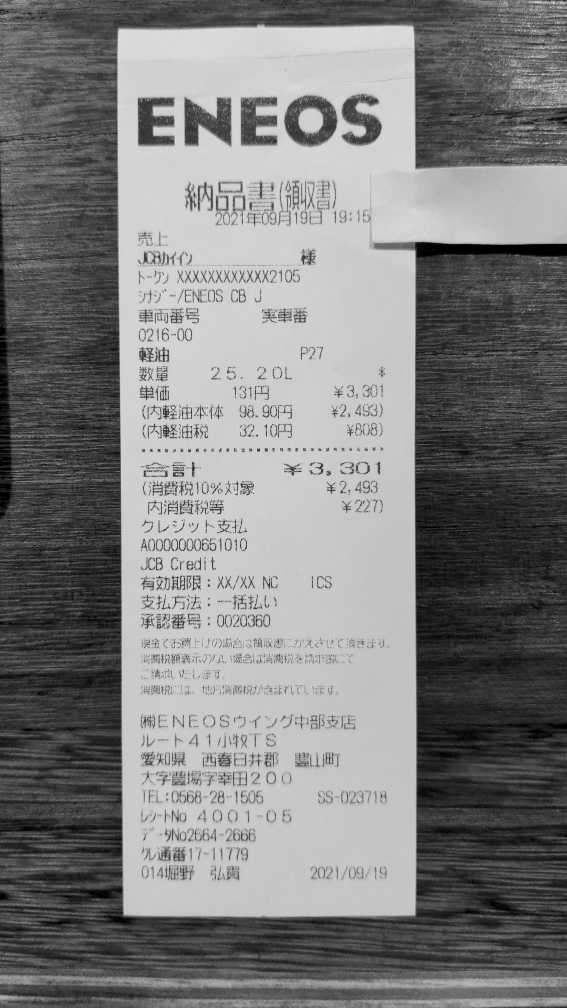 ENEOS
納品書(領収書)
2021年09月19日 19:15
売上
JCBカイイン 様
トークン XXXXXXXXXXXX2105
シナジー/ENEOS CB J
車両番号 実車番
0216-00
軽油 P27
数量 25.20L *
単価 131円 ¥3,301
(内軽油本体 98.90円 ¥2,493)
(内軽油税 32.10円 ¥808)
合計 ¥3,301
(消費税10%対象 ¥2,493
内消費税等 ¥227)
クレジット支払
A0000000651010
JCB Credit
有効期限:XX/XX NC ICS
支払方法:一括払い
承認番号:0020360
現金でお買上げの場合は領収書にかえさせて頂きます。
消費税額表示のない場合は消費税を請求書にて
ご請求いたします。
消費税には、地方消費税が含まれています。
㈱ENEOSウイング中部支店
ルート41小牧TS
愛知県 西春日井郡 豊山町
大字豊場字幸田200
TEL:0568-28-1505 SS-023718
レシートNo 4001-05
データNo2664-2666
クレ通番17-11779
014堀野 弘貴 2021/09/19